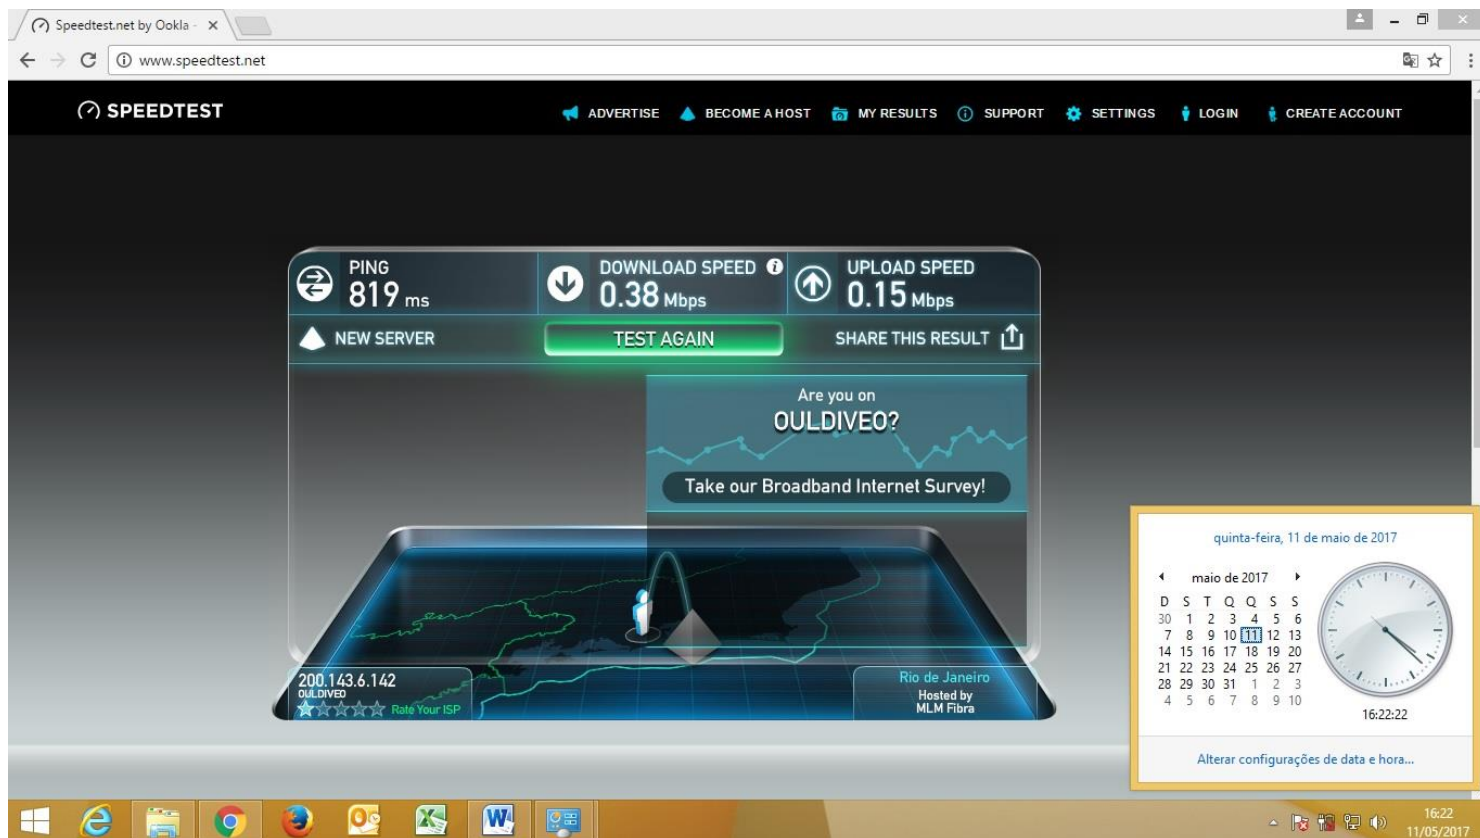 Speedtest.net by Ookla -
www.speedtest.net
SPEEDTEST
ADVERTISE BECOME A HOST MY RESULTS SUPPORT SETTINGS LOGIN CREATE ACCOUNT
PING DOWNLOAD SPEED UPLOAD SPEED
819 ms 0.38 Mbps 0.15 Mbps
NEW SERVER TEST AGAIN SHARE THIS RESULT
Are you on
OULDIVEO?
Take our Broadband Internet Survey!
200.143.6.142
OULDIVEO
Rate Your ISP
Rio de Janeiro
Hosted by
MLM Fibra
quinta-feira, 11 de maio de 2017
maio de 2017
D S T Q Q S S
30 1 2 3 4 5 6
7 8 9 10 11 12 13
14 15 16 17 18 19 20
21 22 23 24 25 26 27
28 29 30 31 1 2 3
4 5 6 7 8 9 10
16:22:22
Alterar configurações de data e hora...
16:22
11/05/2017